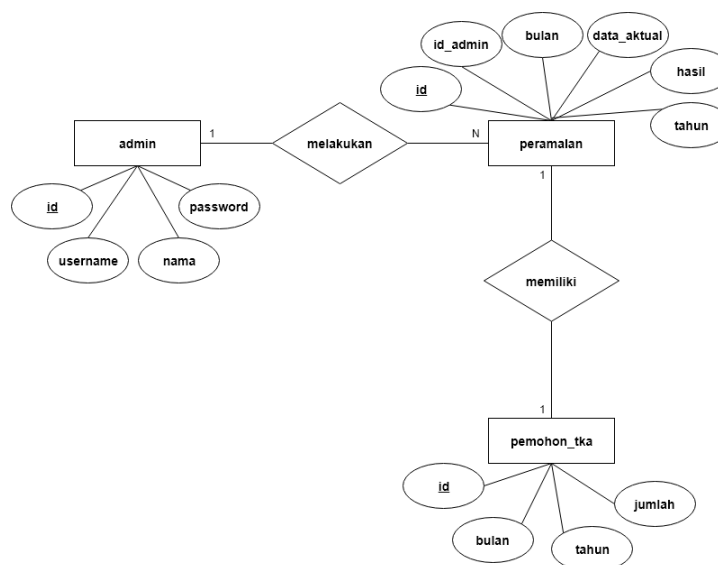 bulan
data_aktual
id_admin
hasil
id
tahun
admin
1
melakukan
N
peramalan
1
id
password
username
nama
memiliki
1
pemohon_tka
id
jumlah
bulan
tahun